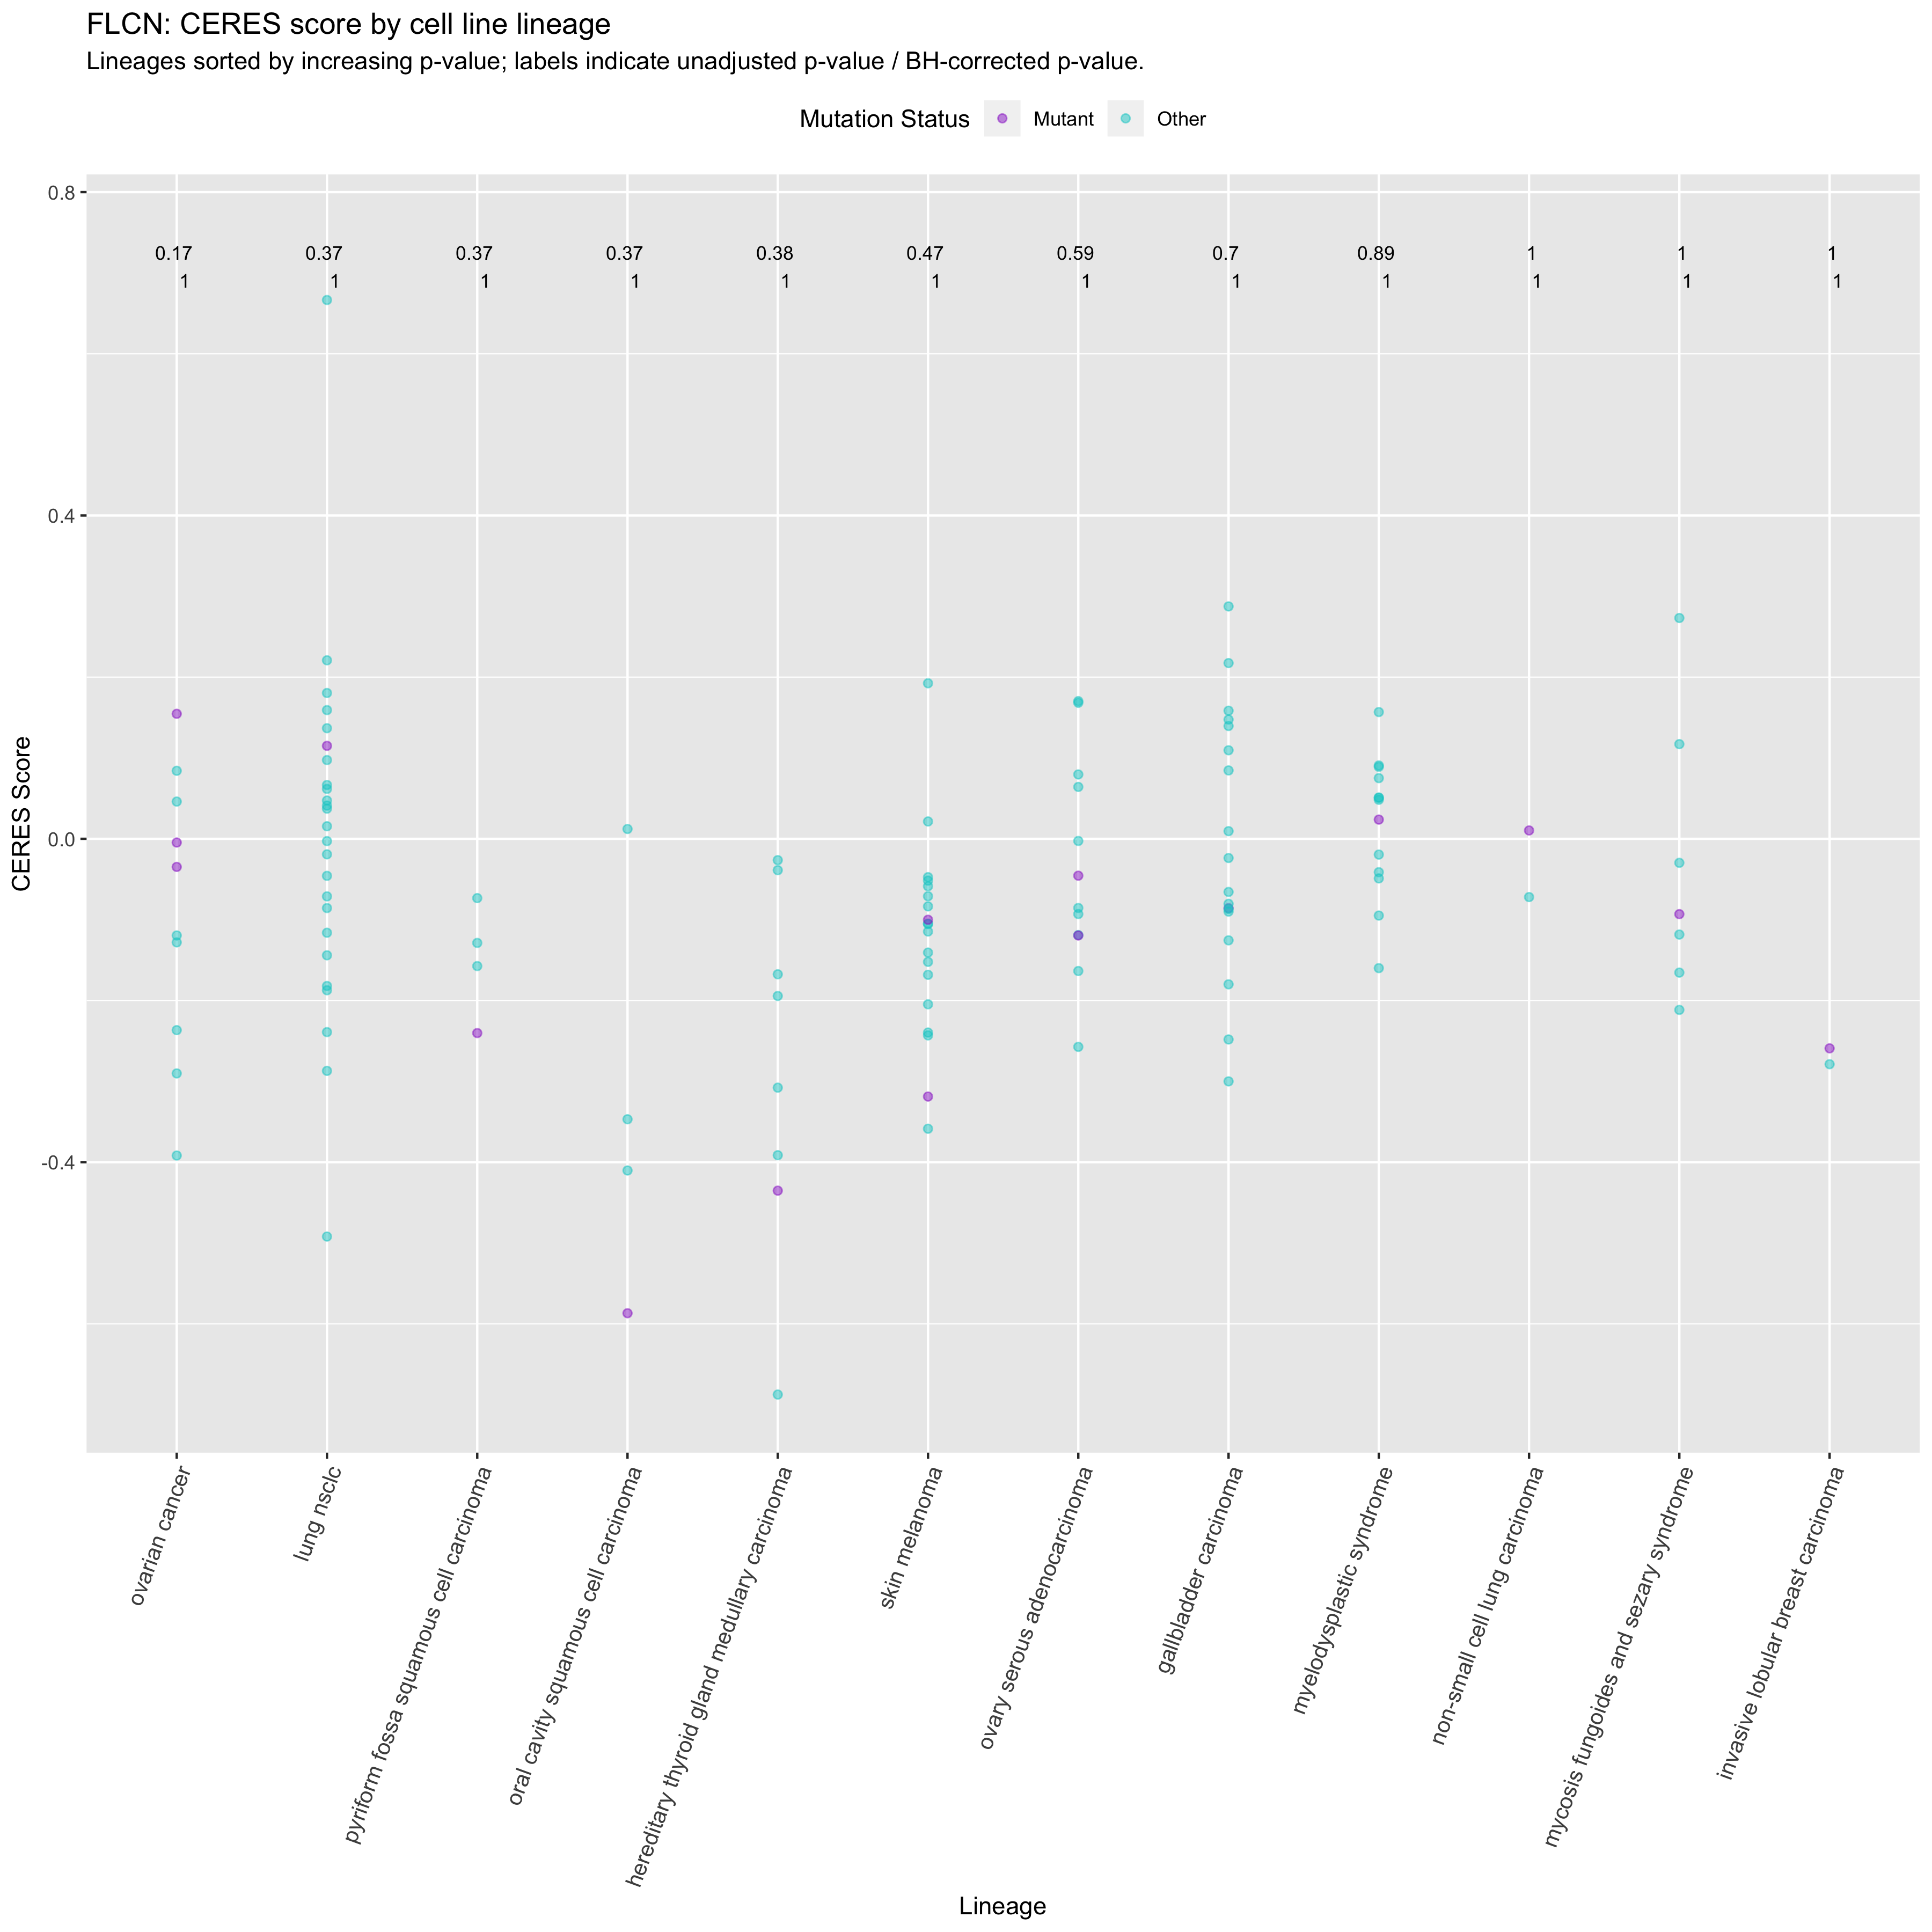 FLCN: CERES score by cell line lineage
Lineages sorted by increasing p-value; labels indicate unadjusted p-value / BH-corrected p-value.
Mutation Status Mutant Other
0.8
0.17 0.37 0.37 0.37 0.38 0.47 0.59 0.7 0.89 1 1 1
1 1 1 1 1 1 1 1 1 1 1 1
0.4
0.0
-0.4
CERES Score
ovarian cancer
lung nsclc
pyriform fossa squamous cell carcinoma
oral cavity squamous cell carcinoma
hereditary thyroid gland medullary carcinoma
skin melanoma
ovary serous adenocarcinoma
gallbladder carcinoma
myelodysplastic syndrome
non-small cell lung carcinoma
mycosis fungoides and sezary syndrome
invasive lobular breast carcinoma
Lineage